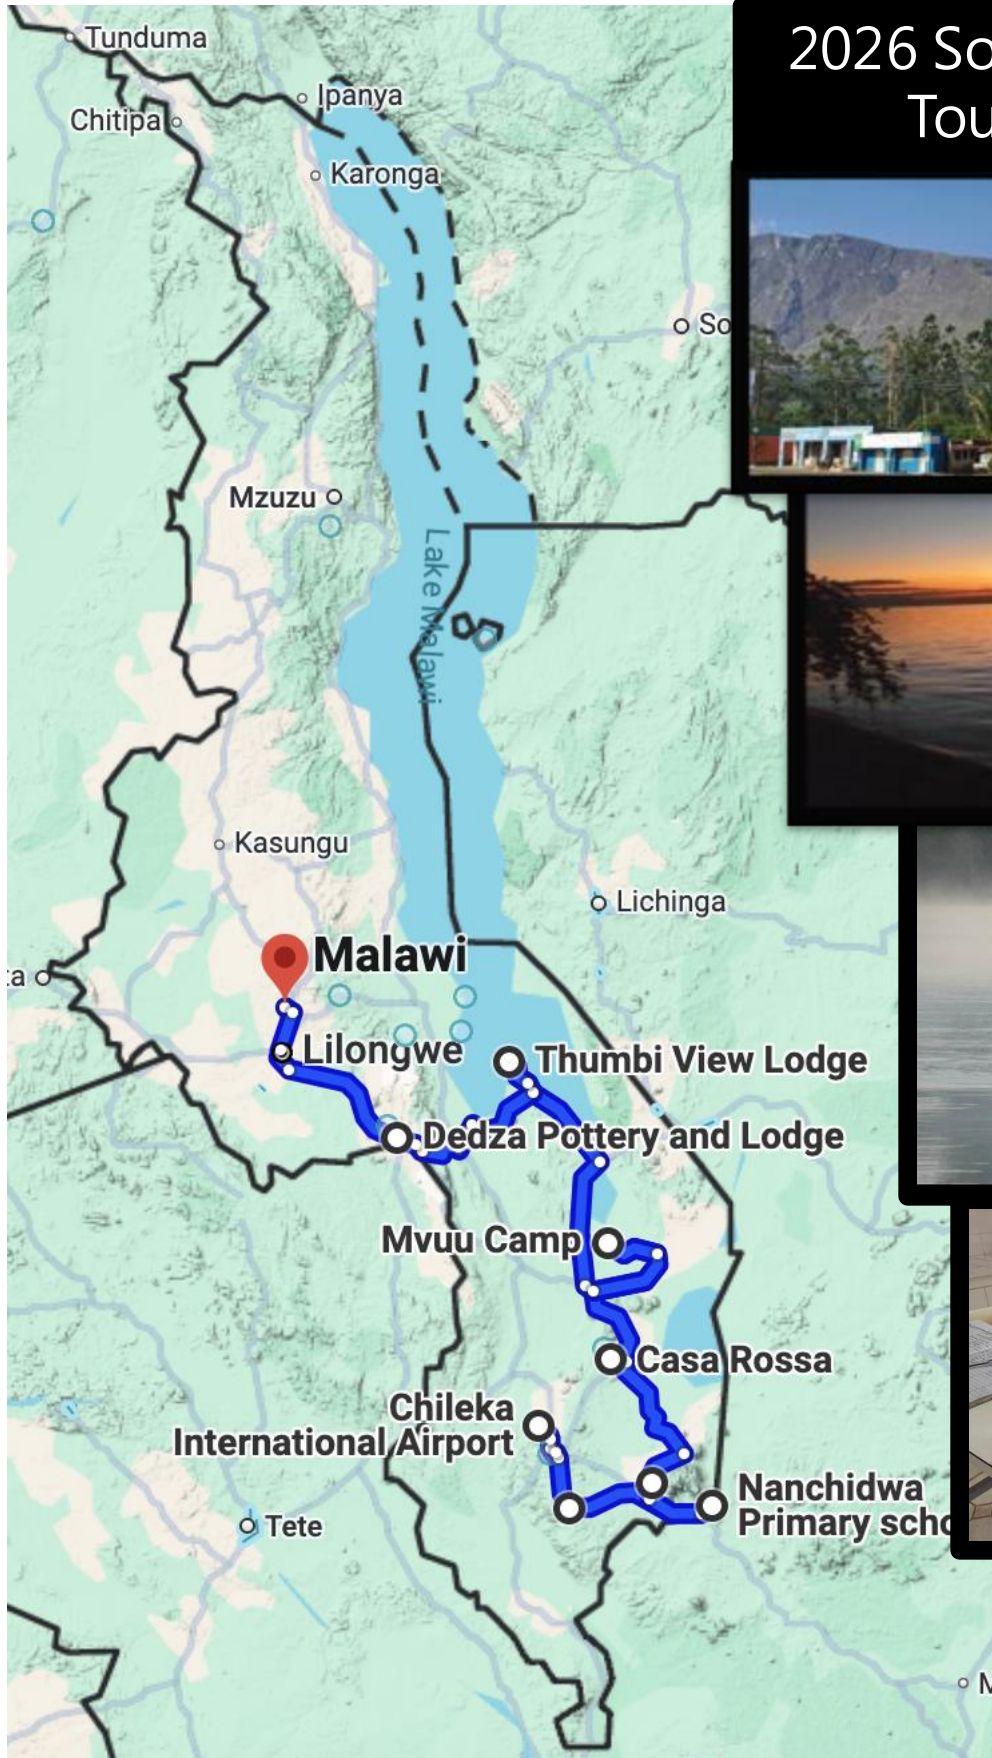 Tunduma
2026 So
Ipanya
Tou
Chitipa
Karonga
So
Mzuzu
Lake Malawi
Kasungu
Lichinga
Malawi
ta
Lilongwe
Thumbi View Lodge
Dedza Pottery and Lodge
Mvuu Camp
Casa Rossa
Chileka
International Airport
Nanchidwa
Primary scho
Tete
M